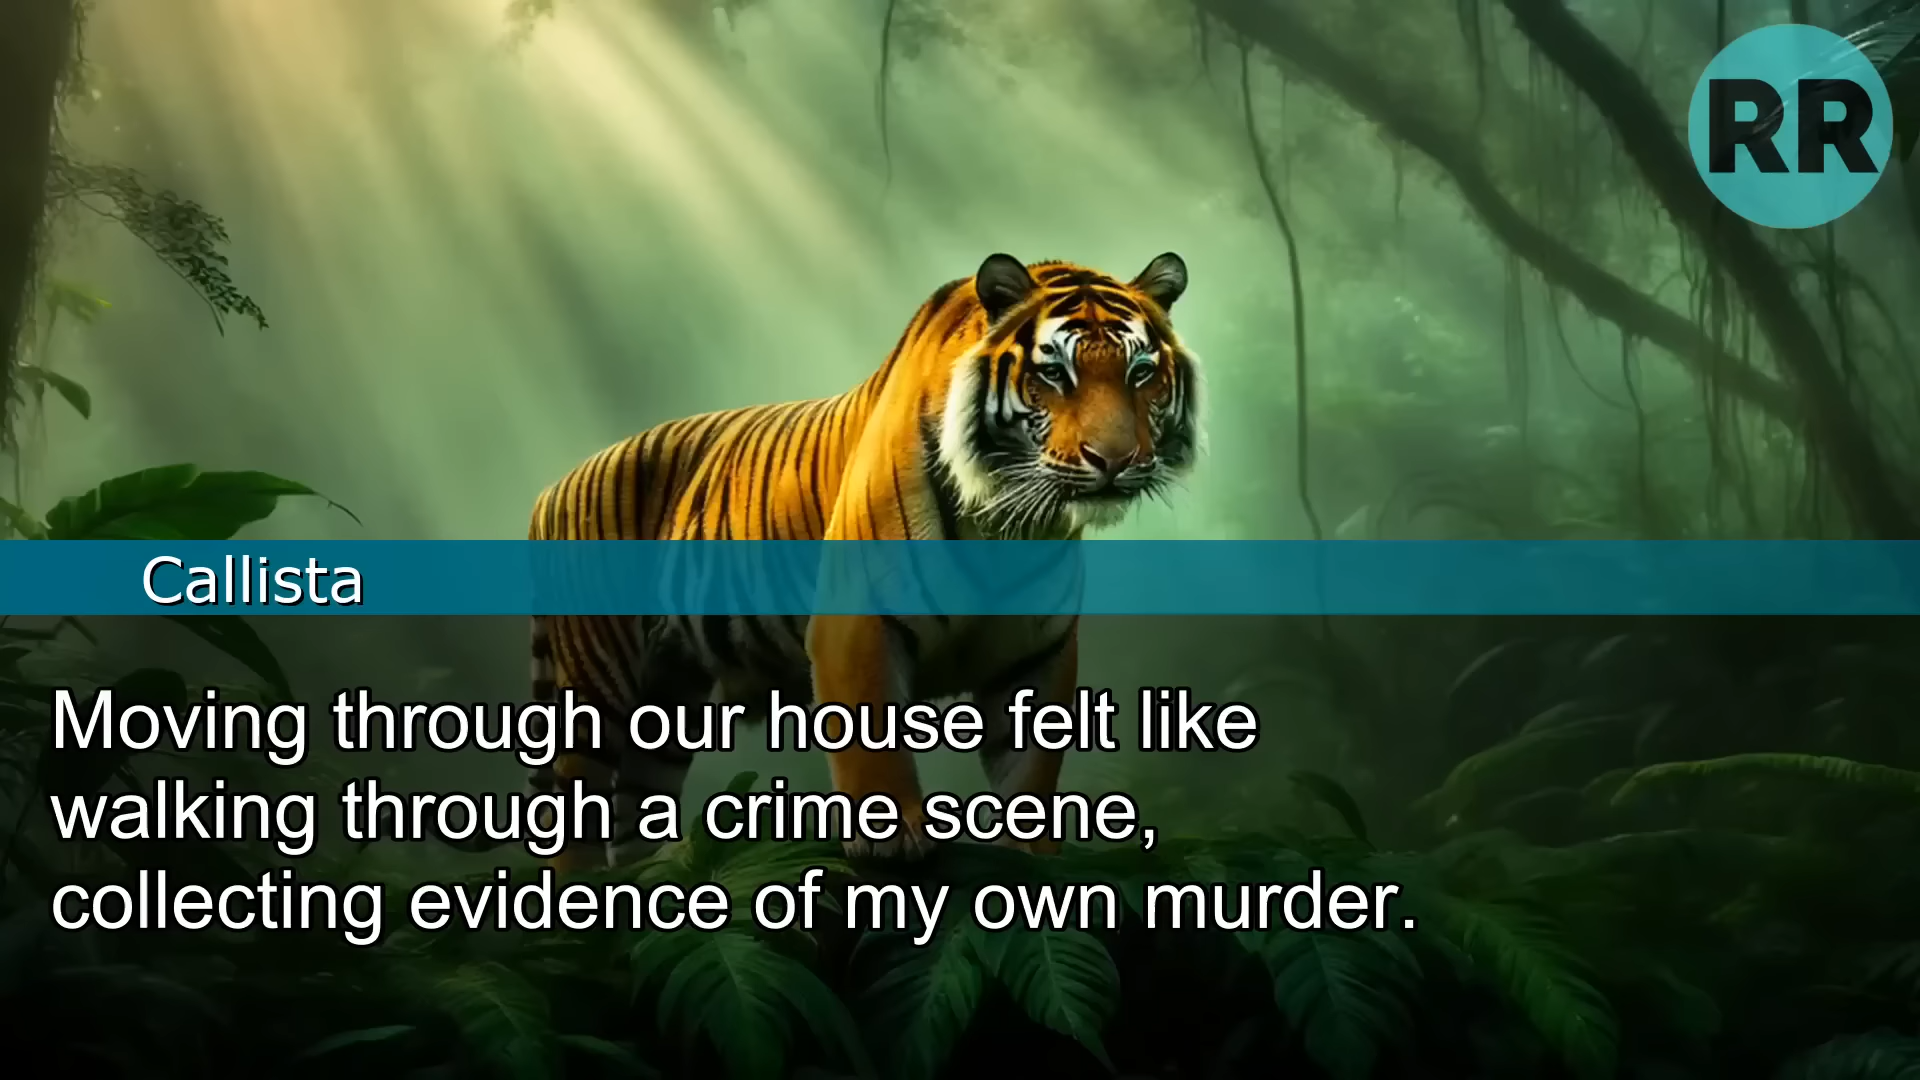 RR
Callista
Moving through our house felt like
walking through a crime scene,
collecting evidence of my own murder.